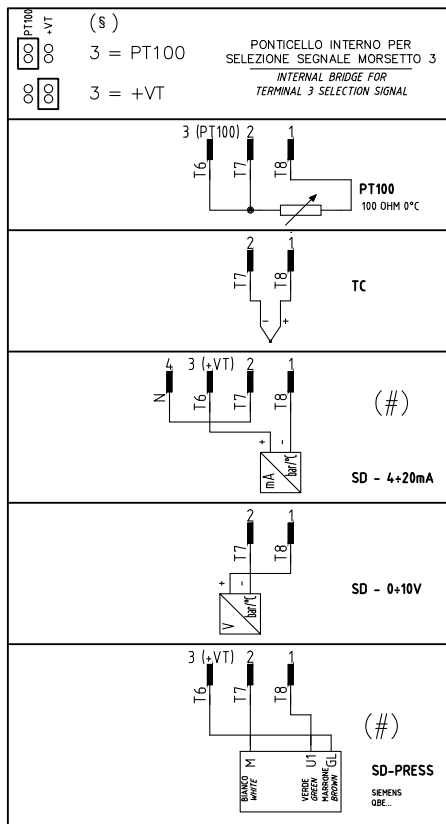 PT100
+VT
(§)
3 = PT100
3 = +VT
PONTICELLO INTERNO PER
SELEZIONE SEGNALE MORSETTO 3
INTERNAL BRIDGE FOR
TERMINAL 3 SELECTION SIGNAL
3 (PT100) 2 1
T6 T7 T8
PT100
100 OHM 0°C
2 1
T7 T8
- +
TC
4 3 (+VT) 2 1
N T6 T7 T8
(#)
+ -
mA bar/°C
SD - 4÷20mA
2 1
T7 T8
+ -
V bar/°C
SD - 0÷10V
3 (+VT) 2 1
T6 T7 T8
(#)
M U1 GL
BIANCO
WHITE
VERDE
GREEN
MARRONE
BROWN
SD-PRESS
SIEMENS
QBE...